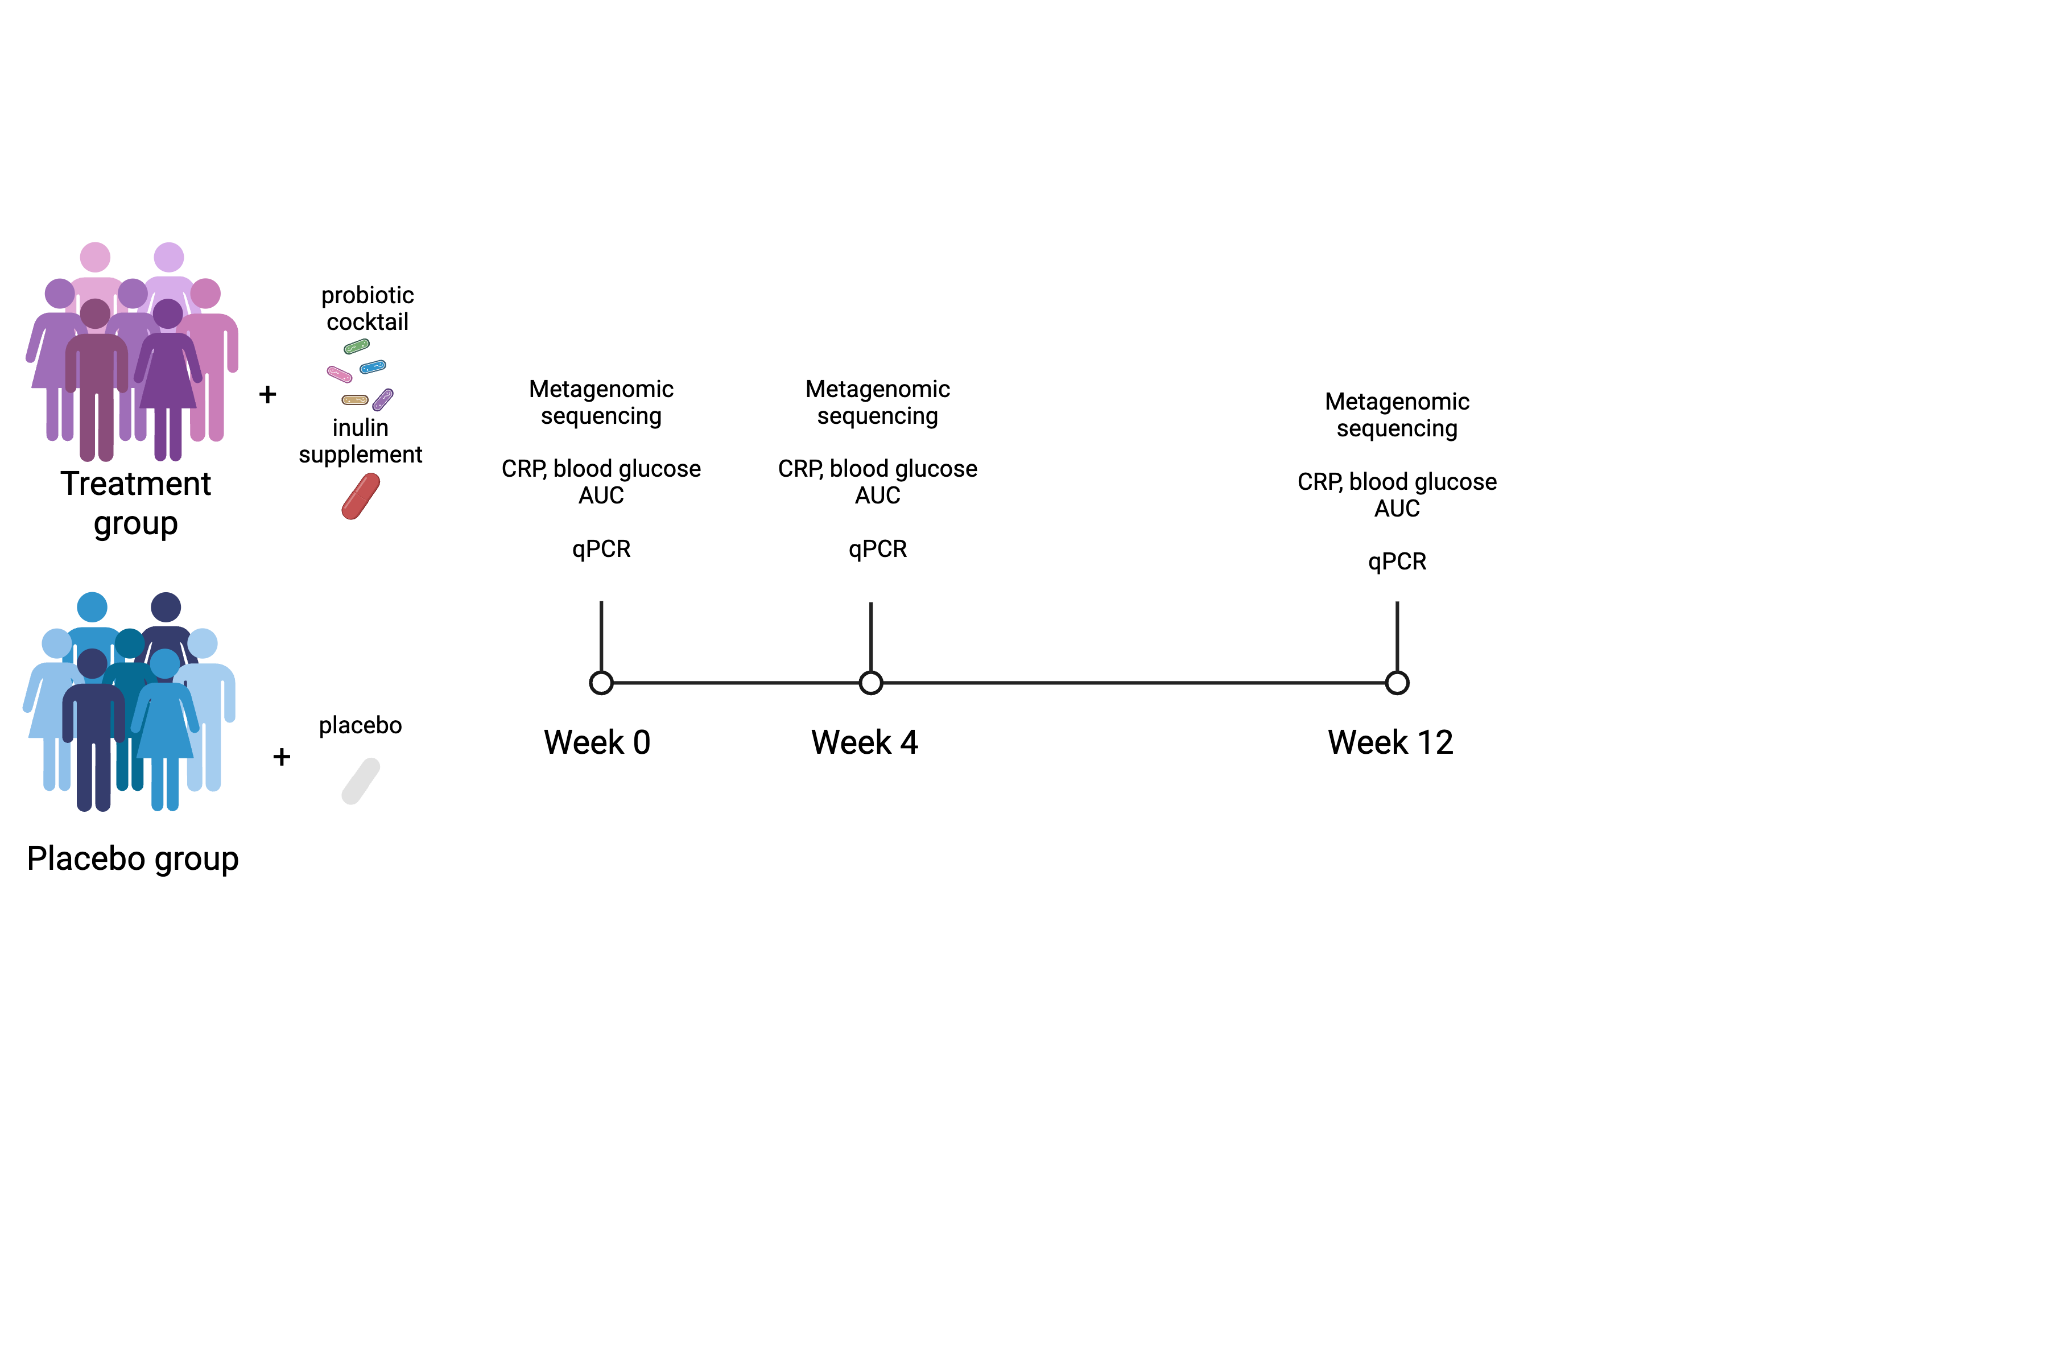 probiotic
cocktail
+
inulin
supplement
Treatment
group
placebo
+
Placebo group
Metagenomic
sequencing
CRP, blood glucose
AUC
qPCR
Week 0
Metagenomic
sequencing
CRP, blood glucose
AUC
qPCR
Week 4
Metagenomic
sequencing
CRP, blood glucose
AUC
qPCR
Week 12